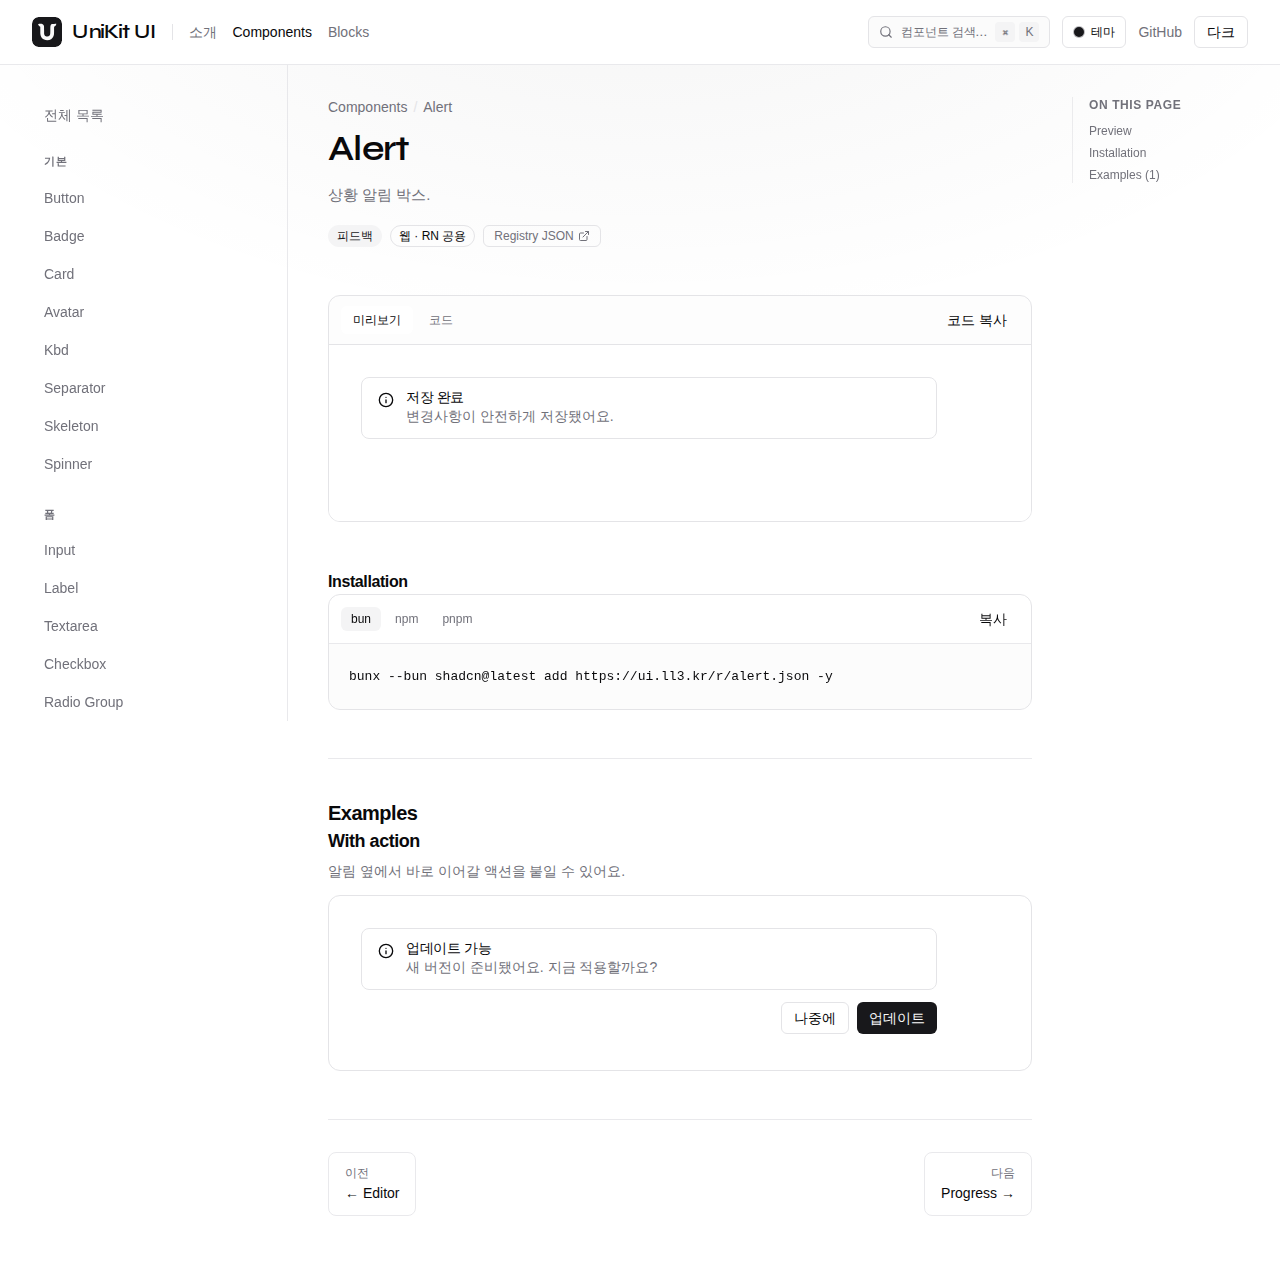 UniKit UI
소개
Components
Blocks
컴포넌트 검색…
⌘
K
테마
GitHub
다크
전체 목록
기본
Button
Badge
Card
Avatar
Kbd
Separator
Skeleton
Spinner
폼
Input
Label
Textarea
Checkbox
Radio Group
Components / Alert
Alert
상황 알림 박스.
피드백
웹 · RN 공용
Registry JSON
미리보기
코드
코드 복사
저장 완료
변경사항이 안전하게 저장됐어요.
Installation
bun
npm
pnpm
복사
bunx --bun shadcn@latest add https://ui.ll3.kr/r/alert.json -y
Examples
With action
알림 옆에서 바로 이어갈 액션을 붙일 수 있어요.
업데이트 가능
새 버전이 준비됐어요. 지금 적용할까요?
나중에
업데이트
이전
← Editor
다음
Progress →
ON THIS PAGE
Preview
Installation
Examples (1)